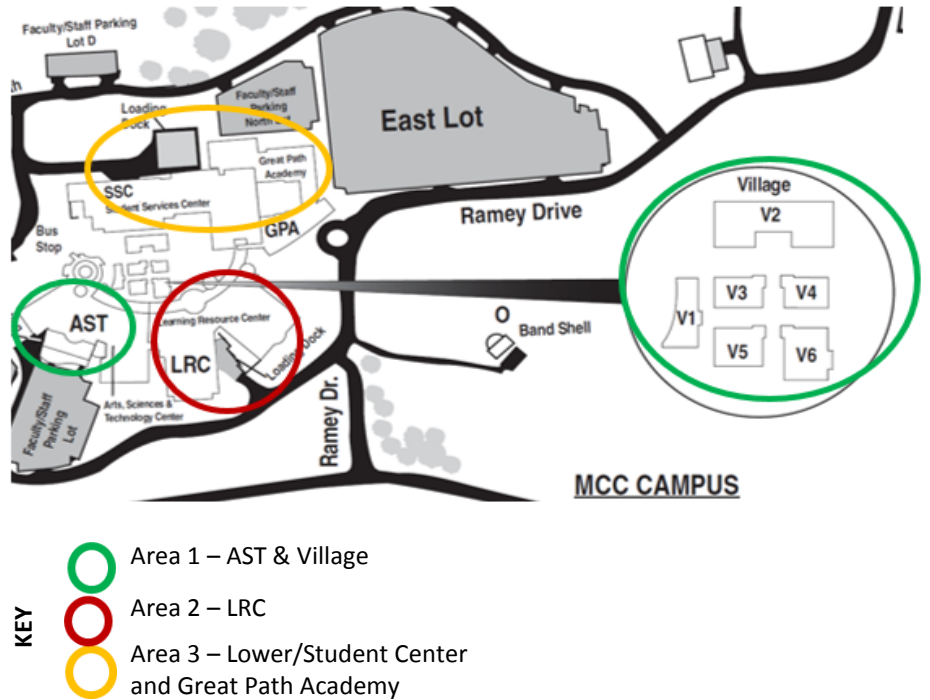 Faculty/Staff Parking
Lot D
th
Loading
Dock
Faculty/Staff
Parking
North Lot
East Lot
Great Path
Academy
SSC
Student Services Center
GPA
Bus
Stop
Ramey Drive
Village
V2
V3
V4
V1
V5
V6
AST
Learning Resource Center
LRC
Loading Dock
O
Band Shell
Arts, Sciences &
Technology Center
Faculty/Staff
Parking
Lot
Ramey Dr.
MCC CAMPUS
KEY
Area 1 – AST & Village
Area 2 – LRC
Area 3 – Lower/Student Center
and Great Path Academy